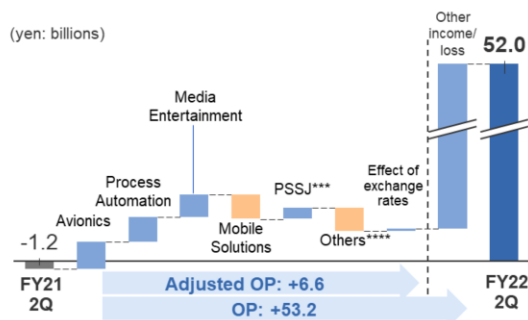 (yen: billions)
Other
income/
loss
52.0
Media
Entertainment
Process
Automation
PSSJ***
Effect of
exchange
rates
Avionics
Mobile
Solutions
Others****
-1.2
FY21
2Q
Adjusted OP: +6.6
OP: +53.2
FY22
2Q